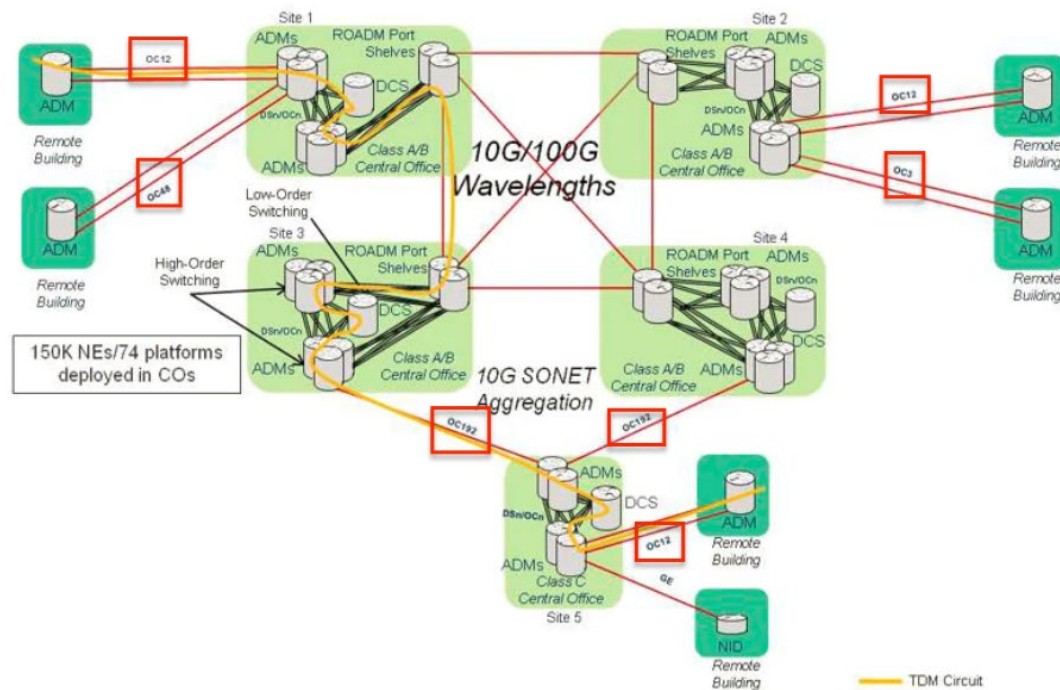 Site 1
ADMs
ROADM Port
Shelves
OC12
DCS
DSn/OCn
ADM
Remote
Building
ADMs
Class A/B
Central Office
OC48
ADM
Remote
Building
Site 2
ROADM Port
Shelves
ADMs
DCS
DSn/OCn
ADMs
Class A/B
Central Office
OC12
ADM
Remote
Building
OC3
ADM
Remote
Building
10G/100G
Wavelengths
Low-Order
Switching
High-Order
Switching
Site 3
ADMs
ROADM Port
Shelves
DCS
DSn/OCn
ADMs
Class A/B
Central Office
150K NEs/74 platforms
deployed in COs
Site 4
ROADM Port
Shelves
ADMs
DSn/OCn
DCS
Class A/B
Central Office
ADMs
10G SONET
Aggregation
OC192
OC192
ADMs
DCS
DSn/OCn
ADMs
Class C
Central Office
Site 5
OC12
ADM
Remote
Building
GE
NID
Remote
Building
TDM Circuit